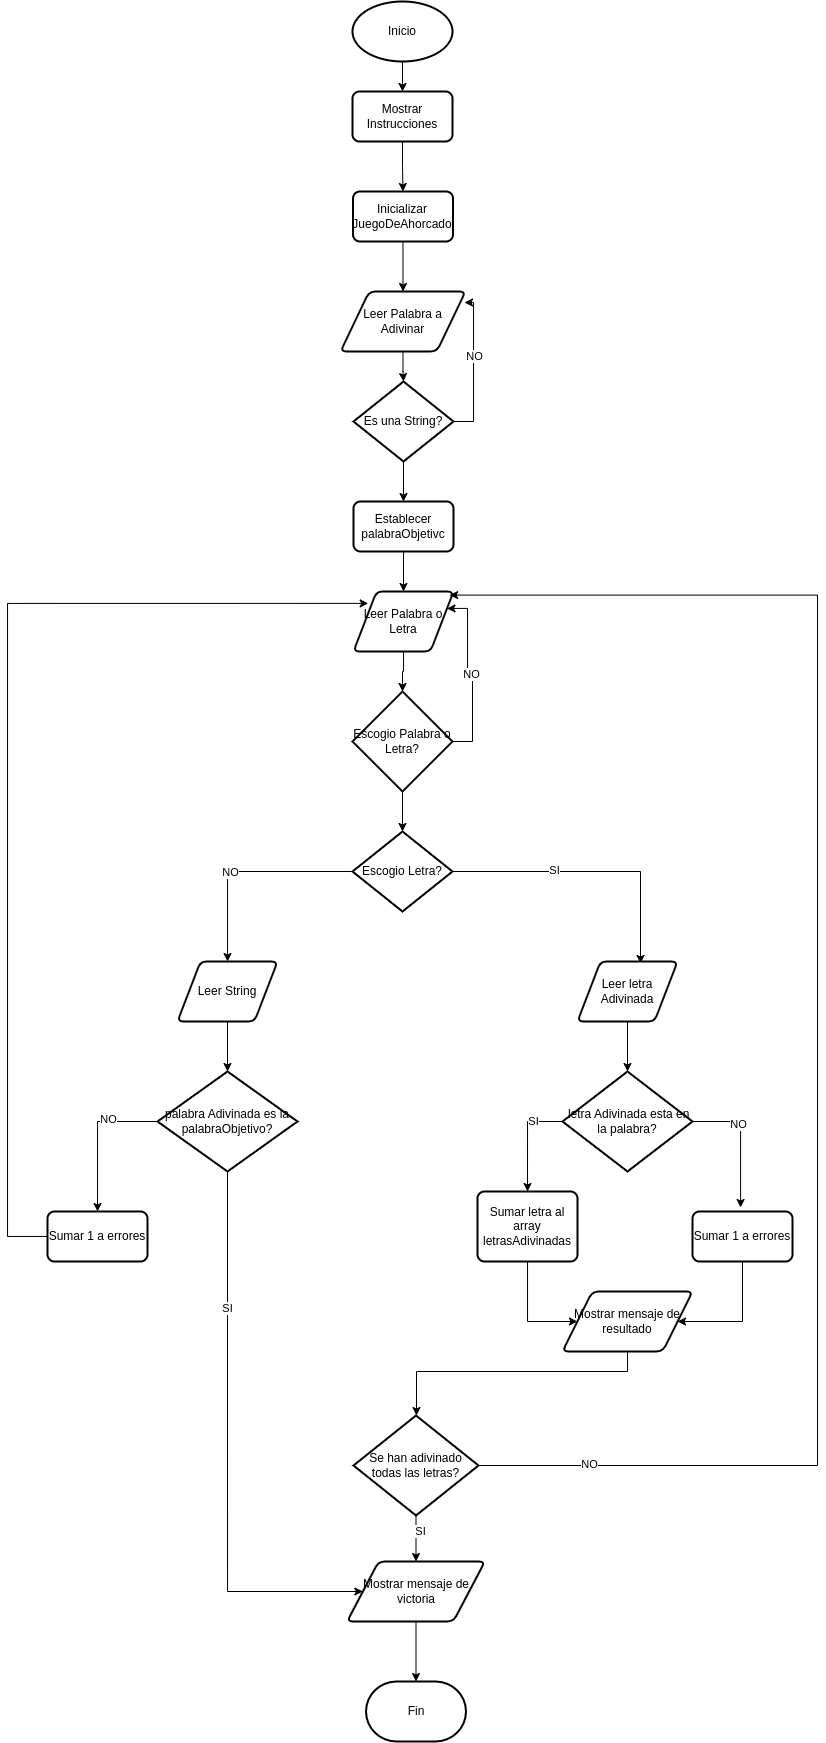 Inicio
Mostrar
Instrucciones
Inicializar
JuegoDeAhorcado
Leer Palabra a
Adivinar
NO
Es una String?
Establecer
palabraObjetivc
Leer Palabra o
Letra
NO
Escogio Palabra o
Letra?
Escogio Letra?
NO
SI
Leer String
Leer letra
Adivinada
palabra Adivinada es la
palabraObjetivo?
NO
letra Adivinada esta en
la palabra?
SI
NO
Sumar 1 a errores
Sumar letra al
array
letrasAdivinadas
Sumar 1 a errores
SI
Mostrar mensaje de
resultado
Se han adivinado
todas las letras?
NO
SI
Mostrar mensaje de
victoria
Fin